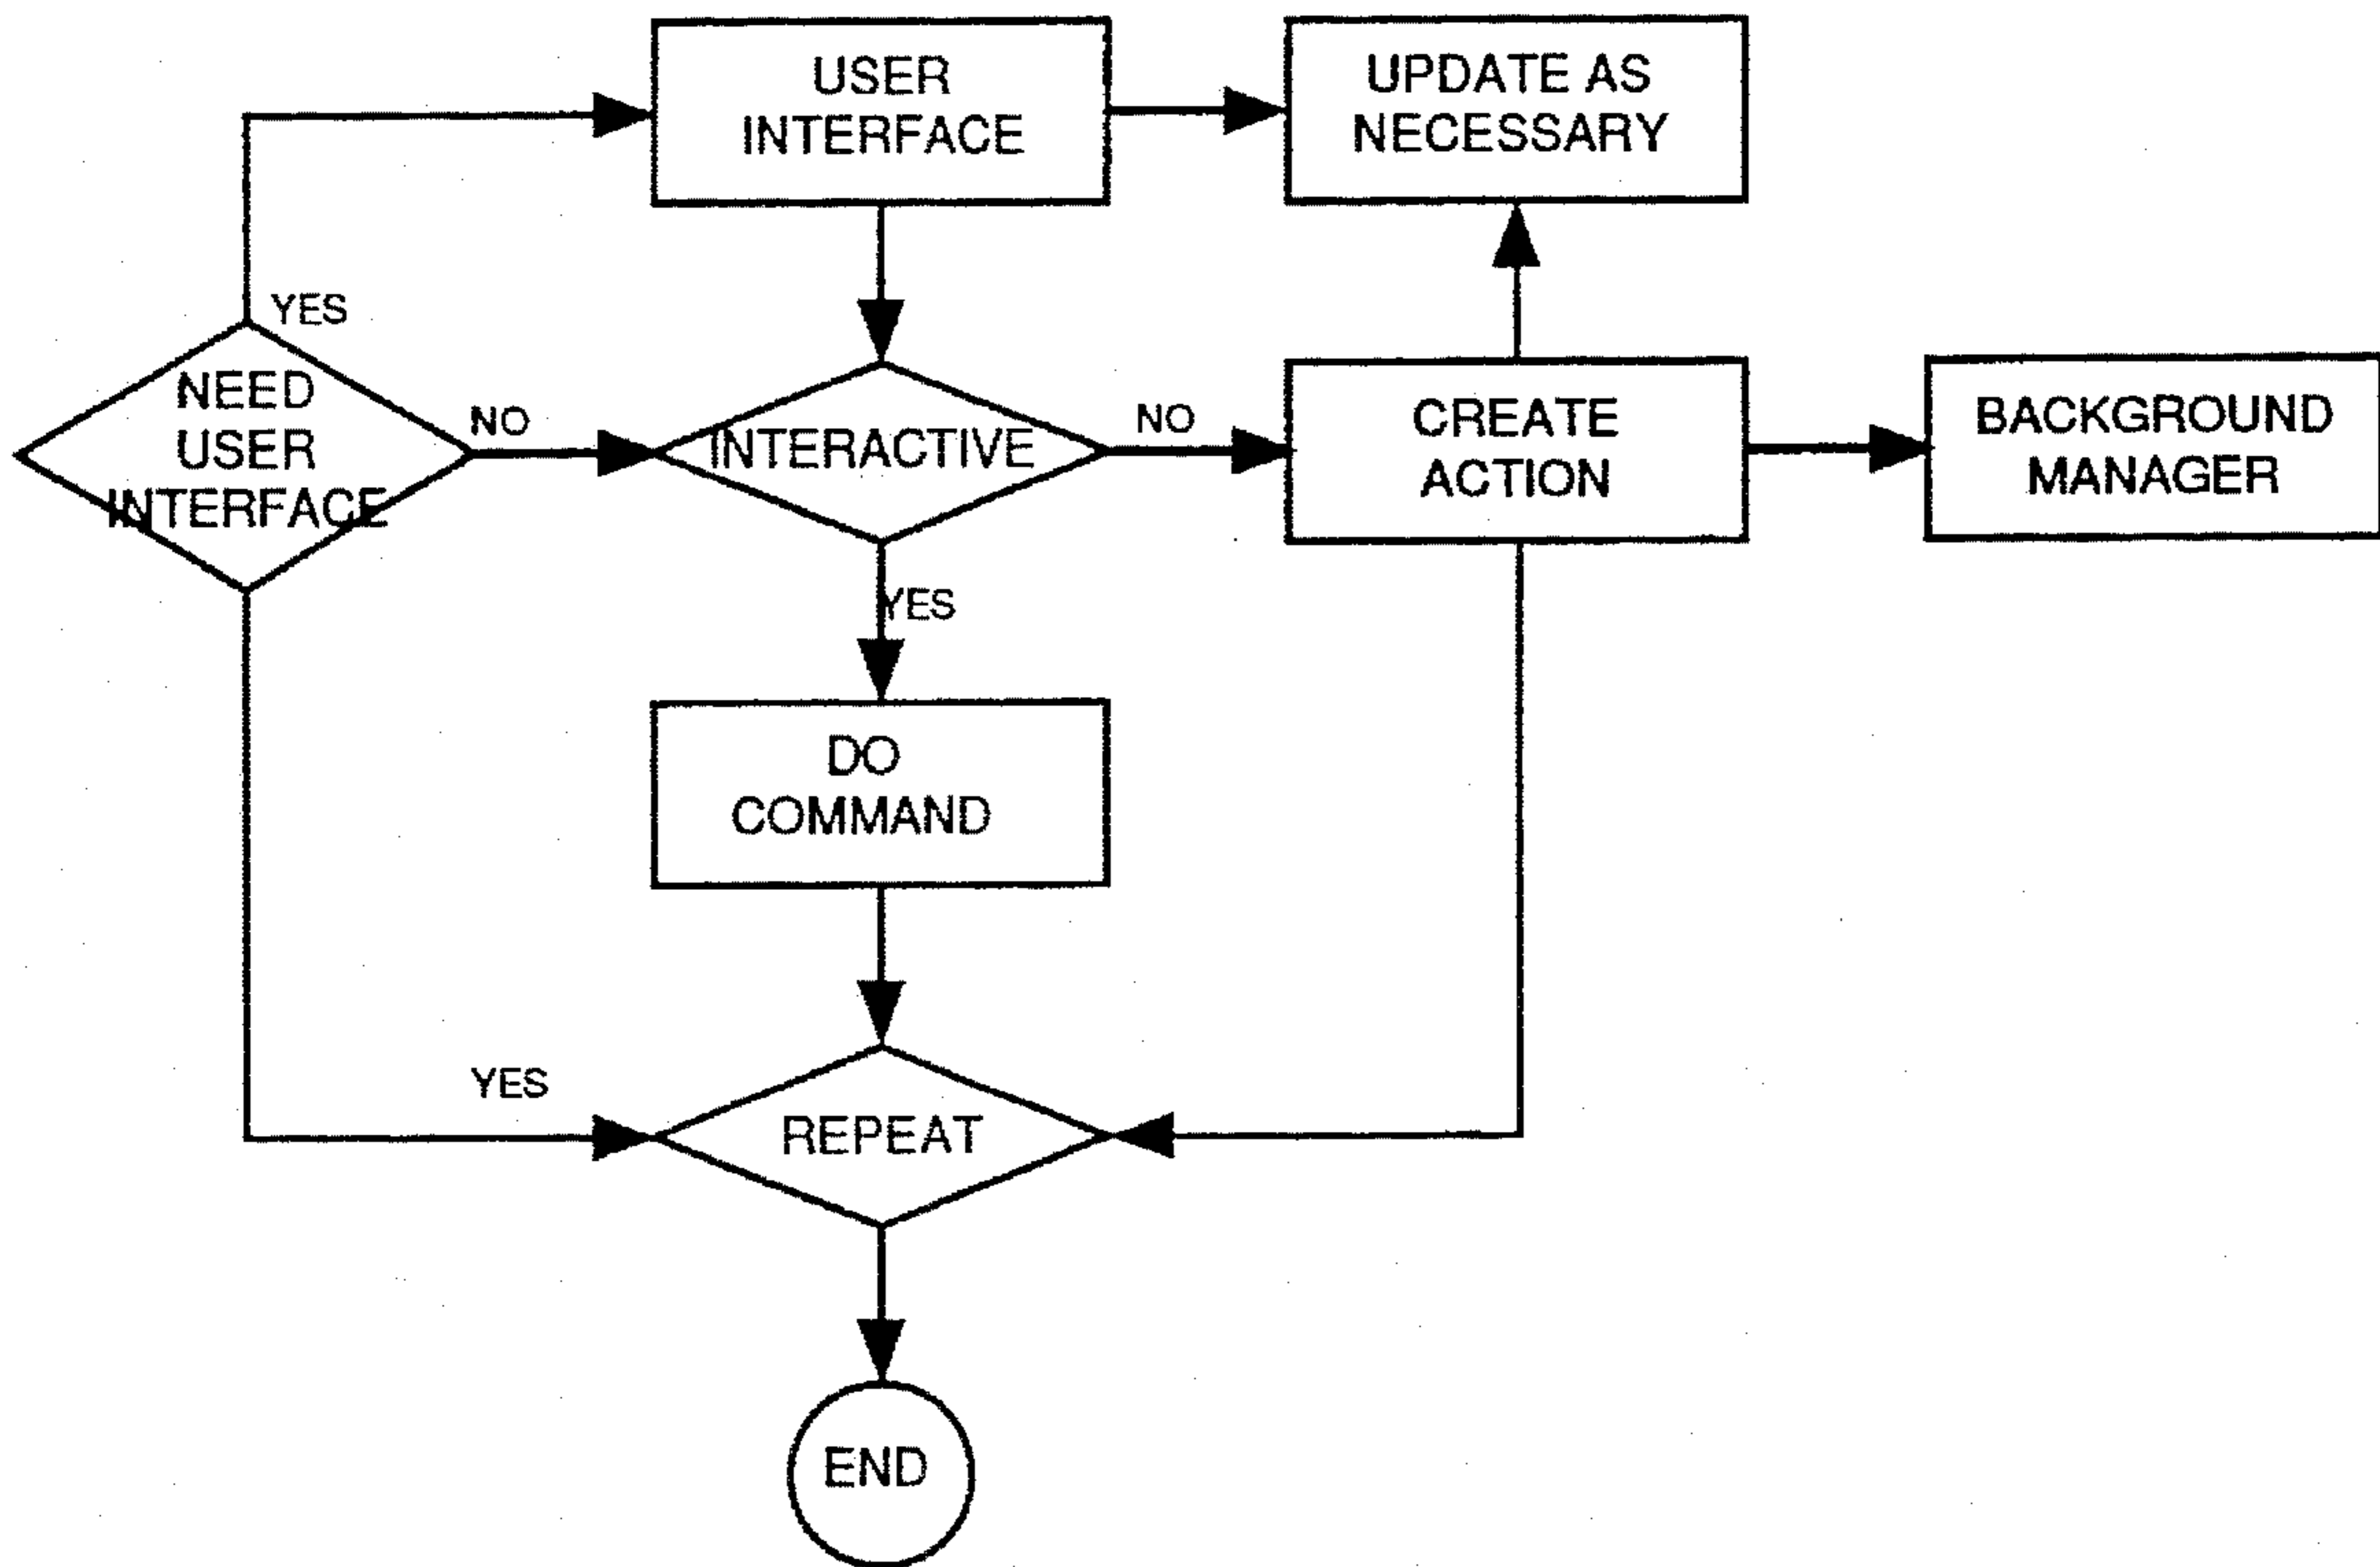 USER
INTERFACE
UPDATE AS
NECESSARY
YES
NEED
USER
INTERFACE
NO
INTERACTIVE
NO
CREATE
ACTION
BACKGROUND
MANAGER
YES
DO
COMMAND
YES
REPEAT
END